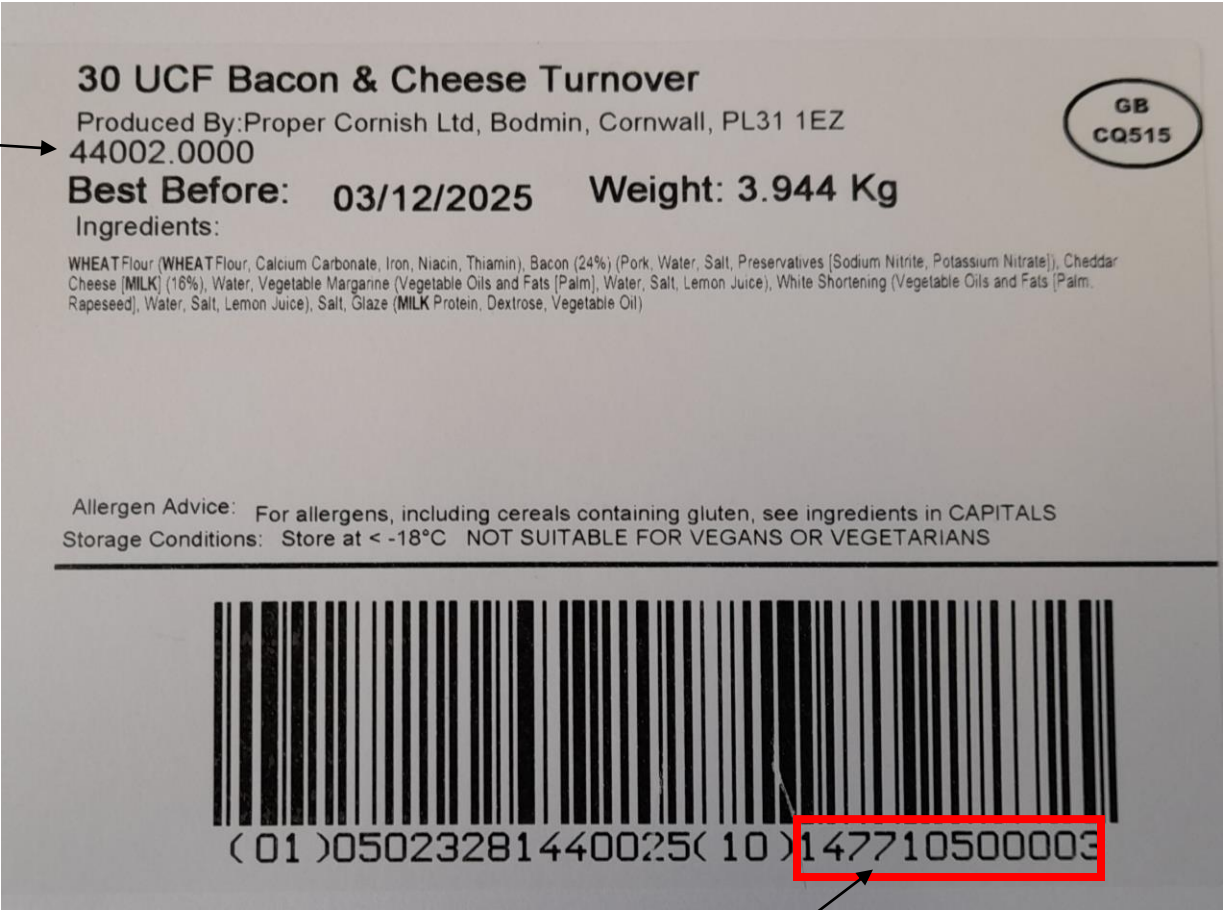 30 UCF Bacon & Cheese Turnover
Produced By:Proper Cornish Ltd, Bodmin, Cornwall, PL31 1EZ
GB
CQ515
44002.0000
Best Before: 03/12/2025 Weight: 3.944 Kg
Ingredients:
WHEAT Flour (WHEAT Flour, Calcium Carbonate, Iron, Niacin, Thiamin), Bacon (24%) (Pork, Water, Salt, Preservatives [Sodium Nitrite, Potassium Nitrate]), Cheddar
Cheese [MILK] (16%), Water, Vegetable Margarine (Vegetable Oils and Fats [Palm], Water, Salt, Lemon Juice), White Shortening (Vegetable Oils and Fats [Palm,
Rapeseed], Water, Salt, Lemon Juice), Salt, Glaze (MILK Protein, Dextrose, Vegetable Oil)
Allergen Advice: For allergens, including cereals containing gluten, see ingredients in CAPITALS
Storage Conditions: Store at < -18°C NOT SUITABLE FOR VEGANS OR VEGETARIANS
(01)05023281440025(10)147710500003